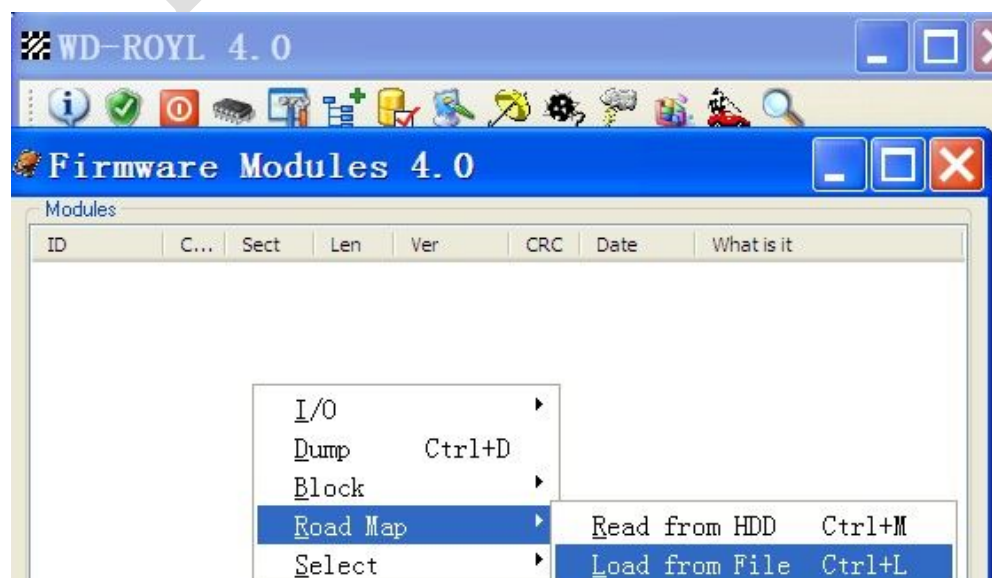 WD-ROYL 4.0
Firmware Modules 4.0
Modules
ID C... Sect Len Ver CRC Date What is it
I/O
Dump Ctrl+D
Block
Road Map
Read from HDD Ctrl+M
Select
Load from File Ctrl+L